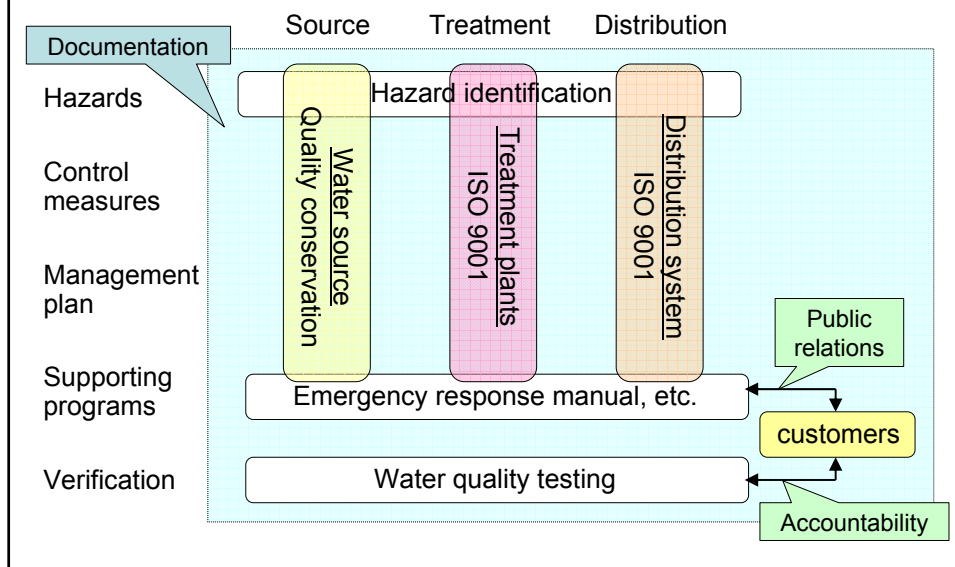 Source
Treatment
Distribution
Documentation
Hazards
Hazard identification
Water source
Quality conservation
Treatment plants
ISO 9001
Distribution system
ISO 9001
Control
measures
Management
plan
Public
relations
Supporting
programs
Emergency response manual, etc.
customers
Verification
Water quality testing
Accountability